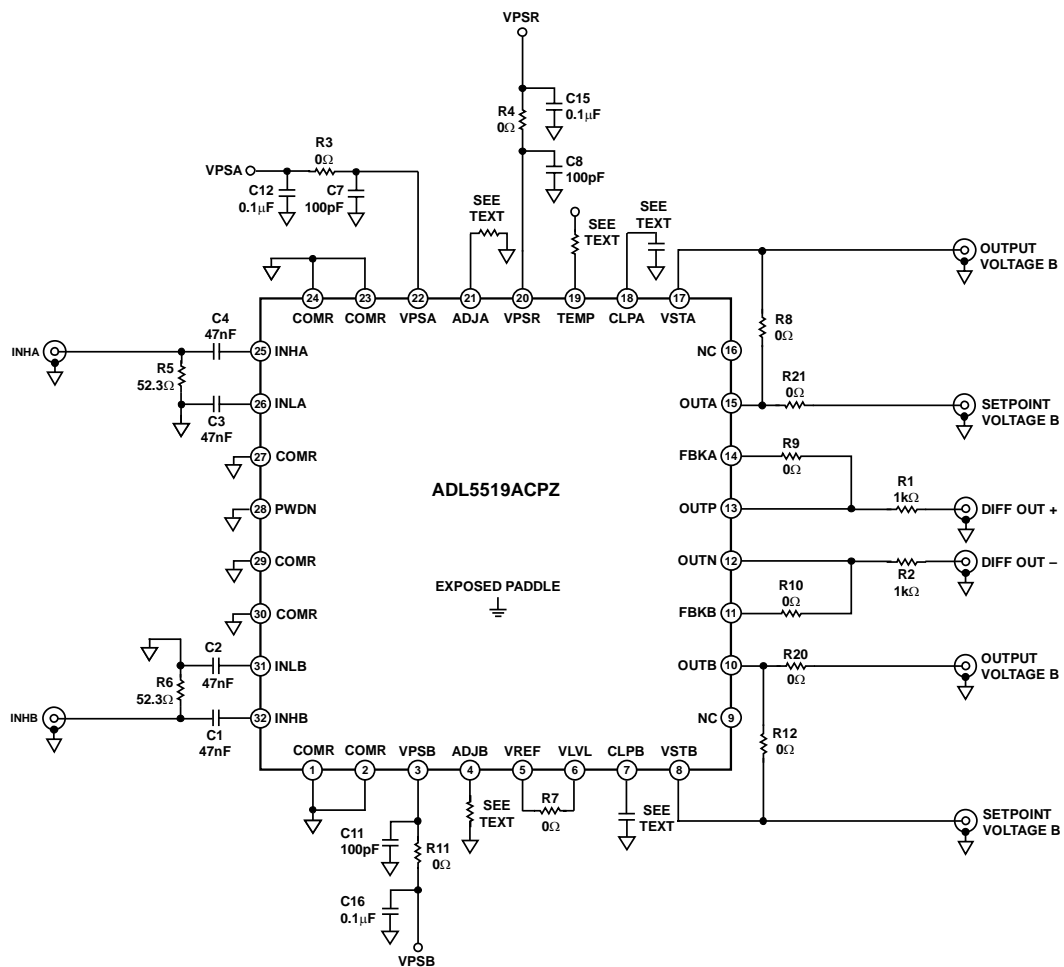 VPSR
C15
0.1μF
R4
0Ω
C8
100pF
R3
0Ω
VPSA
C12
0.1μF
C7
100pF
SEE
TEXT
SEE
TEXT
SEE
TEXT
OUTPUT
VOLTAGE B
24 23 22 21 20 19 18 17
COMR COMR VPSA ADJA VPSR TEMP CLPA VSTA
C4
47nF
INHA
25 INHA
R5
52.3Ω
26 INLA
C3
47nF
27 COMR
28 PWDN
29 COMR
30 COMR
C2
47nF
31 INLB
R6
52.3Ω
INHB
32 INHB
C1
47nF
ADL5519ACPZ
EXPOSED PADDLE
R8
0Ω
NC 16
R21
0Ω
OUTA 15
SETPOINT
VOLTAGE B
FBKA 14
R9
0Ω
R1
1kΩ
OUTP 13
DIFF OUT +
OUTN 12
DIFF OUT –
R2
1kΩ
R10
0Ω
FBKB 11
OUTB 10
R20
0Ω
OUTPUT
VOLTAGE B
NC 9
R12
0Ω
COMR COMR VPSB ADJB VREF VLVL CLPB VSTB
1 2 3 4 5 6 7 8
SEE
TEXT
R7
0Ω
SEE
TEXT
SETPOINT
VOLTAGE B
C11
100pF
R11
0Ω
C16
0.1μF
VPSB